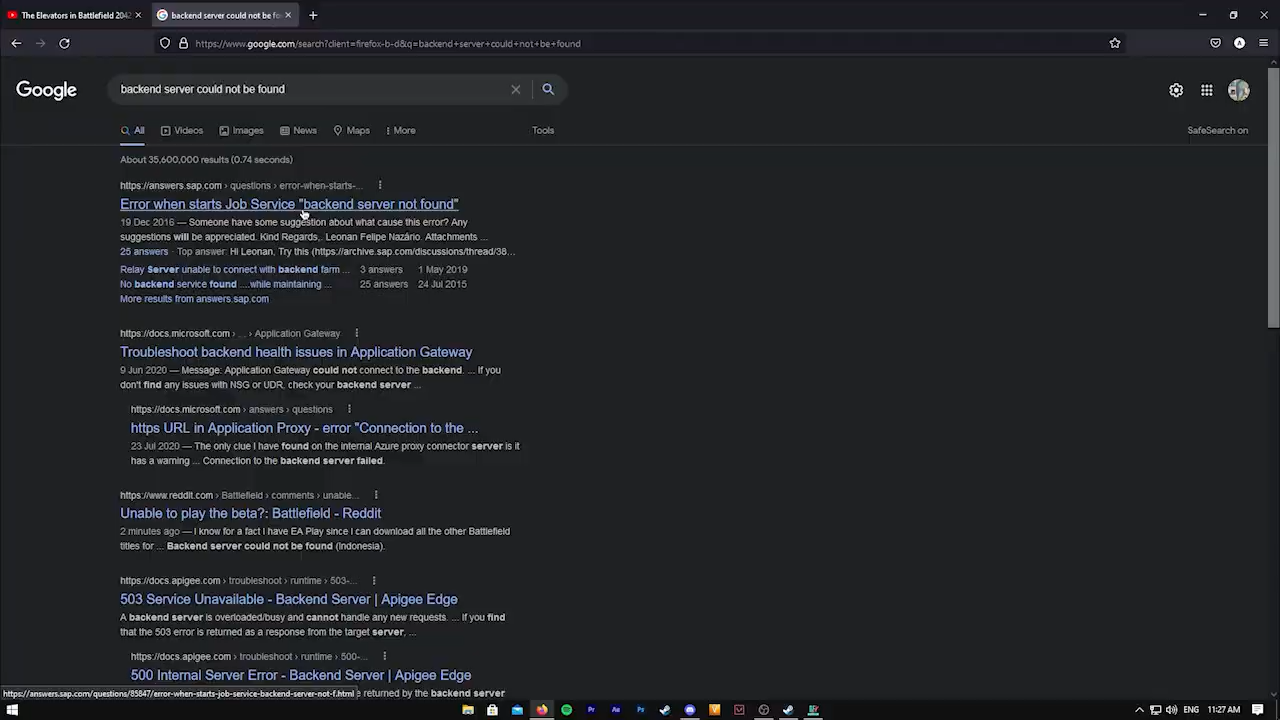 The Elevators in Battlefield 2042
backend server could not be fo
https://www.google.com/search?client=firefox-b-d&q=backend+server+could+not+be+found
Google
backend server could not be found
All
Videos
Images
News
Maps
More
Tools
SafeSearch on
About 35,600,000 results (0.74 seconds)
https://answers.sap.com › questions › error-when-starts-...
Error when starts Job Service "backend server not found"
19 Dec 2016 — Someone have some suggestion about what cause this error? Any
suggestions will be appreciated. Kind Regards,. Leonan Felipe Nazário. Attachments ...
25 answers · Top answer: Hi Leonan, Try this (https://archive.sap.com/discussions/thread/38...
Relay Server unable to connect with backend farm ... 3 answers 1 May 2019
No backend service found ....while maintaining ... 25 answers 24 Jul 2015
More results from answers.sap.com
https://docs.microsoft.com › ... › Application Gateway
Troubleshoot backend health issues in Application Gateway
9 Jun 2020 — Message: Application Gateway could not connect to the backend. ... If you
don't find any issues with NSG or UDR, check your backend server ...
https://docs.microsoft.com › answers › questions
https URL in Application Proxy - error "Connection to the ...
23 Jul 2020 — The only clue I have found on the internal Azure proxy connector server is it
has a warning ... Connection to the backend server failed.
https://www.reddit.com › Battlefield › comments › unable...
Unable to play the beta?: Battlefield - Reddit
2 minutes ago — I know for a fact I have EA Play since I can download all the other Battlefield
titles for ... Backend server could not be found (Indonesia).
https://docs.apigee.com › troubleshoot › runtime › 503-...
503 Service Unavailable - Backend Server | Apigee Edge
A backend server is overloaded/busy and cannot handle any new requests. ... If you find
that the 503 error is returned as a response from the target server, ...
https://docs.apigee.com › troubleshoot › runtime › 500-...
500 Internal Server Error - Backend Server | Apigee Edge
https://answers.sap.com/questions/85847/error-when-starts-job-service-backend-server-not-f.html
e returned by the backend server
ENG
11:27 AM